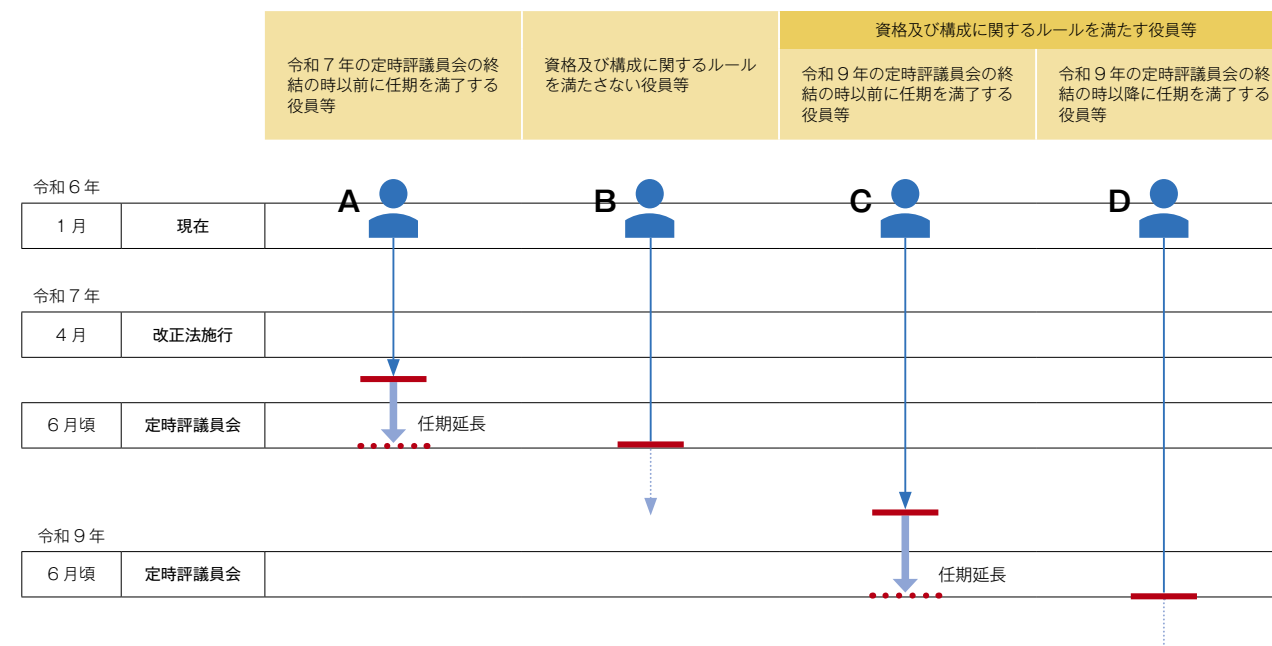 資格及び構成に関するルールを満たす役員等
令和７年の定時評議員会の終
結の時以前に任期を満了する
役員等
資格及び構成に関するルール
を満たさない役員等
令和９年の定時評議員会の終
結の時以前に任期を満了する
役員等
令和９年の定時評議員会の終
結の時以降に任期を満了する
役員等
令和６年
A
B
C
D
１月
現在
令和７年
４月
改正法施行
６月頃
定時評議員会
任期延長
令和９年
６月頃
定時評議員会
任期延長